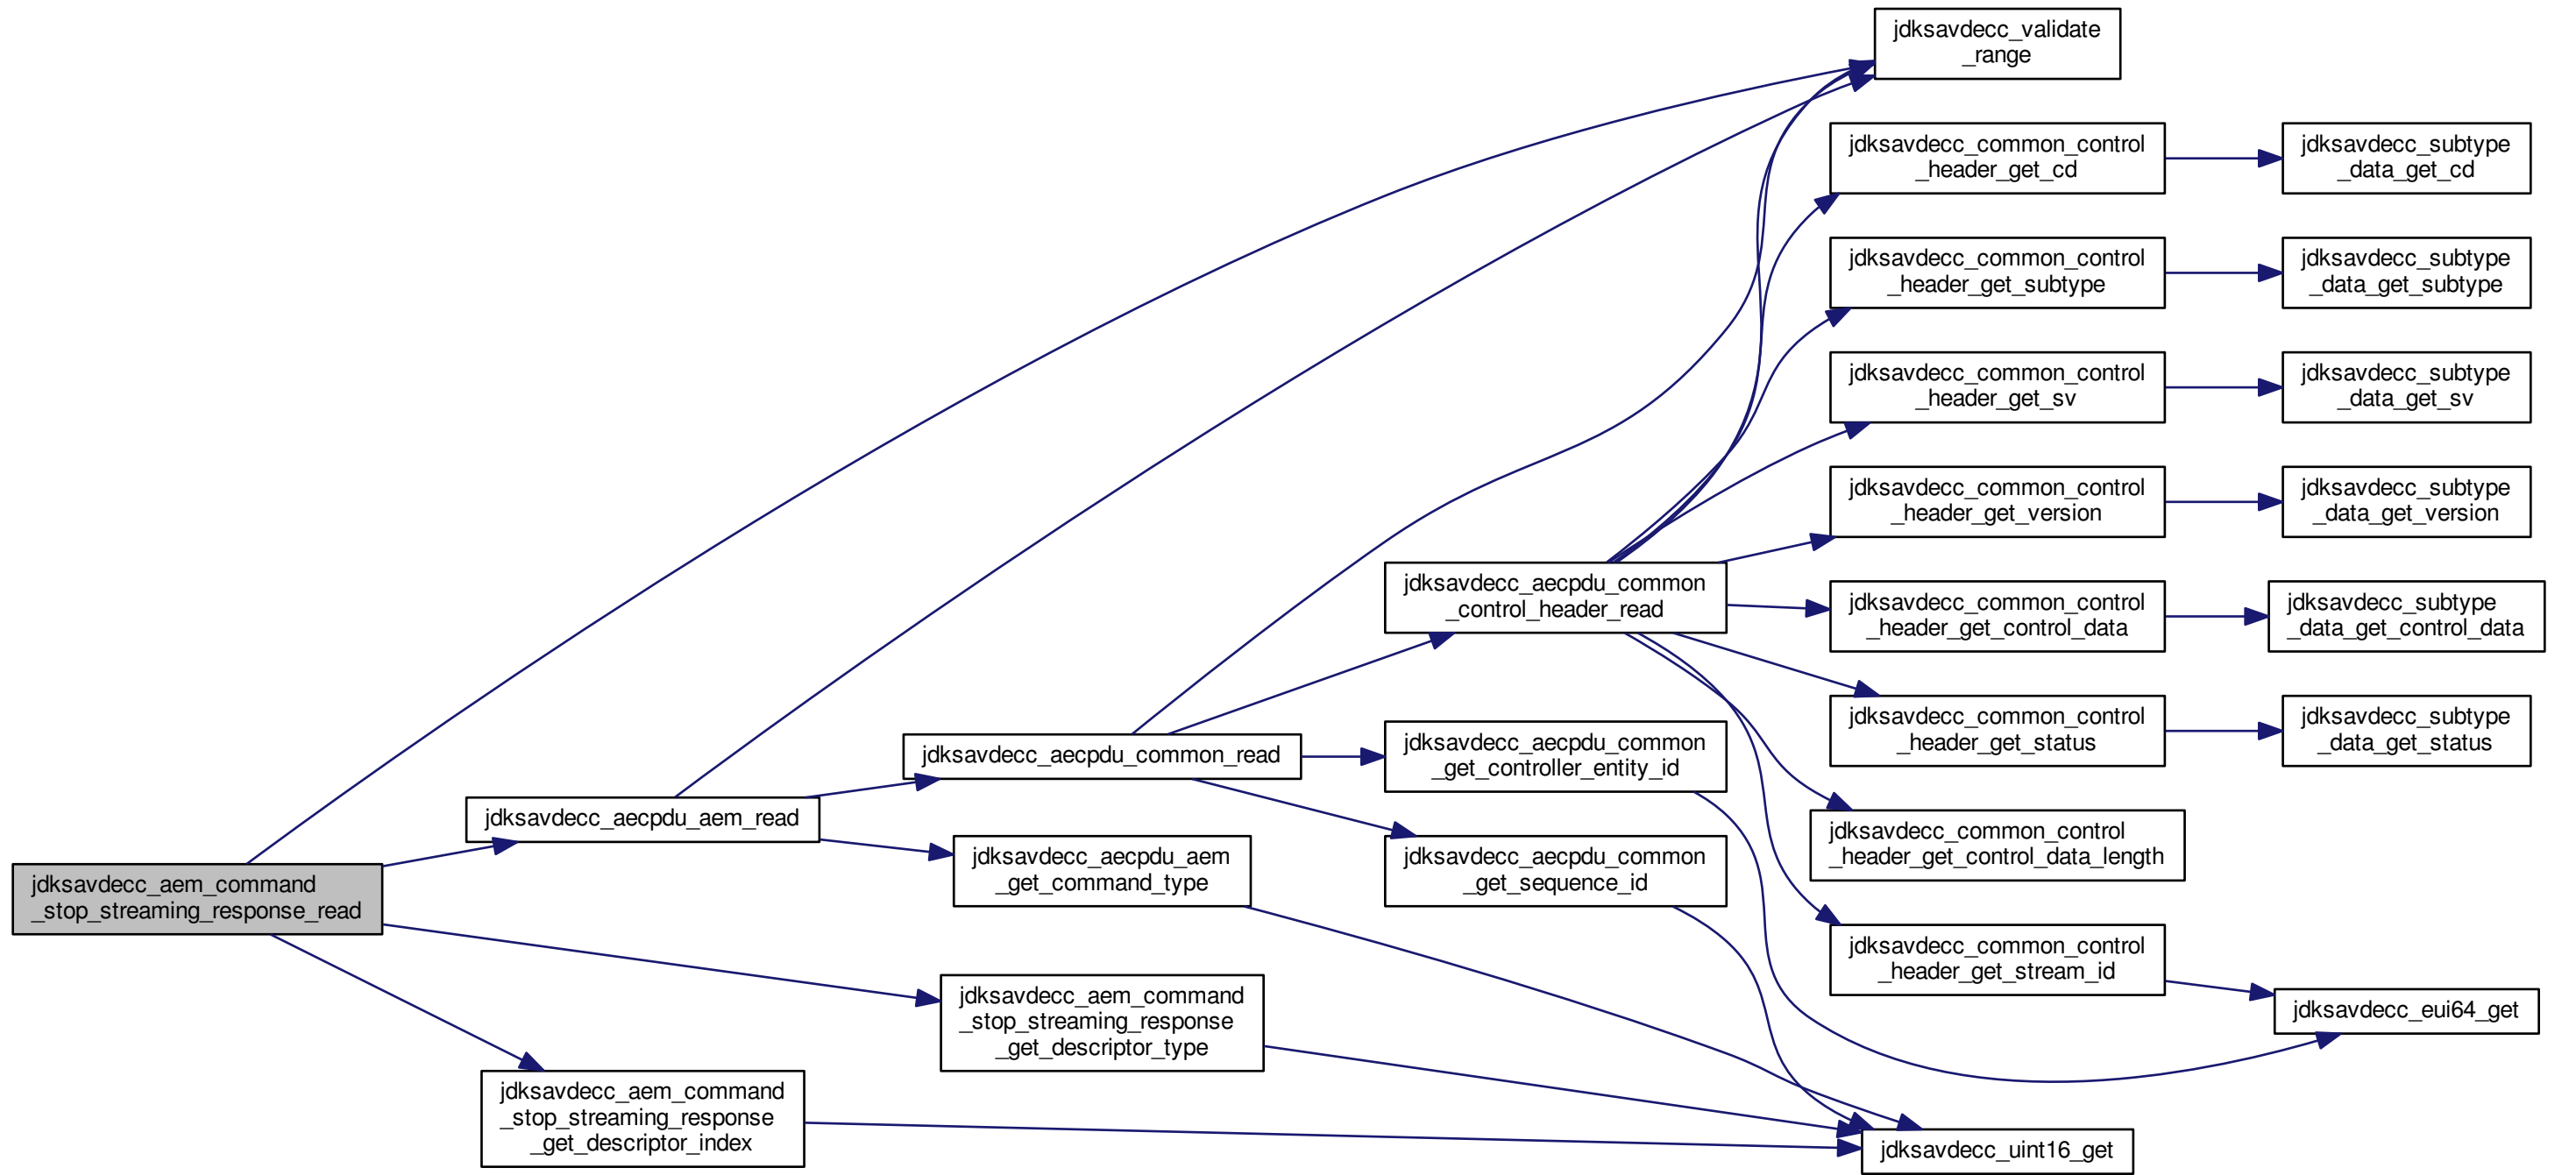 jdksavdecc_validate
_range
jdksavdecc_common_control
_header_get_cd
jdksavdecc_subtype
_data_get_cd
jdksavdecc_common_control
_header_get_subtype
jdksavdecc_subtype
_data_get_subtype
jdksavdecc_common_control
_header_get_sv
jdksavdecc_subtype
_data_get_sv
jdksavdecc_common_control
_header_get_version
jdksavdecc_subtype
_data_get_version
jdksavdecc_aecpdu_common
_control_header_read
jdksavdecc_common_control
_header_get_control_data
jdksavdecc_subtype
_data_get_control_data
jdksavdecc_common_control
_header_get_status
jdksavdecc_subtype
_data_get_status
jdksavdecc_aecpdu_common_read
jdksavdecc_aecpdu_common
_get_controller_entity_id
jdksavdecc_aecpdu_aem_read
jdksavdecc_common_control
_header_get_control_data_length
jdksavdecc_aecpdu_aem
_get_command_type
jdksavdecc_aecpdu_common
_get_sequence_id
jdksavdecc_aem_command
_stop_streaming_response_read
jdksavdecc_common_control
_header_get_stream_id
jdksavdecc_eui64_get
jdksavdecc_aem_command
_stop_streaming_response
_get_descriptor_type
jdksavdecc_aem_command
_stop_streaming_response
_get_descriptor_index
jdksavdecc_uint16_get